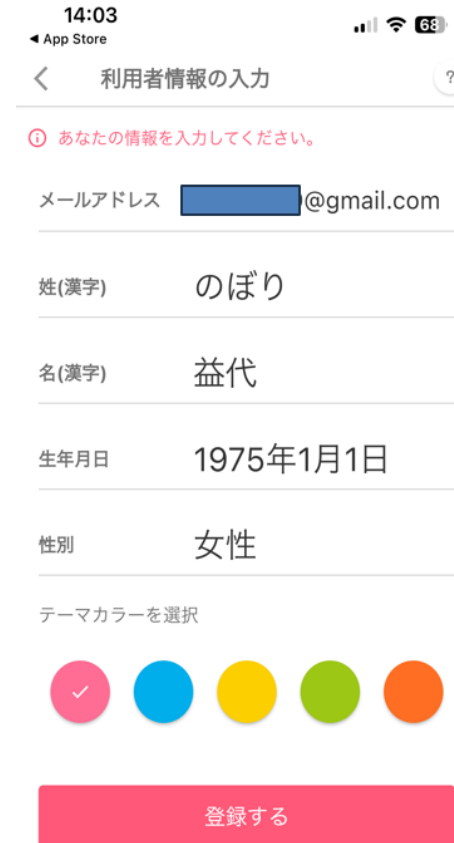 14:03
◀ App Store
68
利用者情報の入力
?
あなたの情報を入力してください。
メールアドレス @gmail.com
姓(漢字) のぼり
名(漢字) 益代
生年月日 1975年1月1日
性別 女性
テーマカラーを選択
登録する